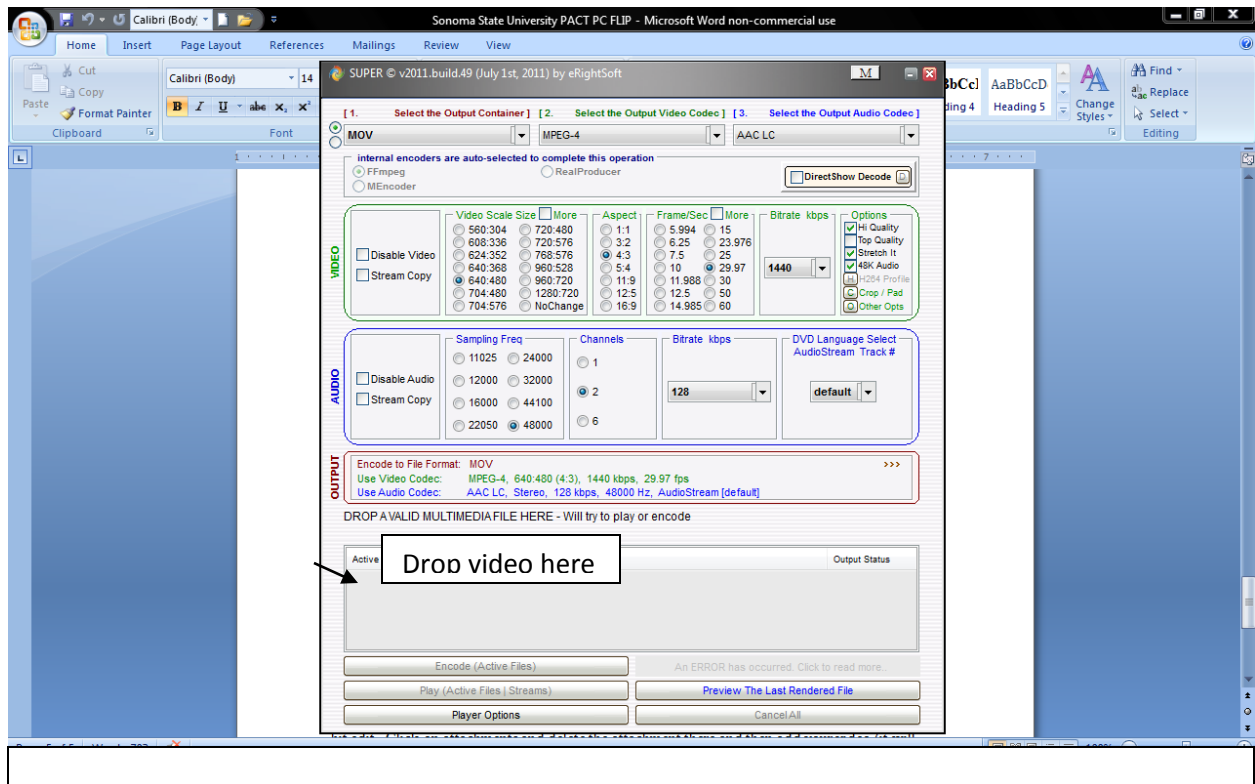 Calibri (Body)
Sonoma State University PACT PC FLIP - Microsoft Word non-commercial use
Home Insert Page Layout References Mailings Review View
Cut
Copy
Paste
Format Painter
Clipboard
Calibri (Body) 14
B I U abe x, x²
Font
AaBbCcD
Heading 5
Change Styles
Find
Replace
Select
Editing
SUPER © v2011.build.49 (July 1st, 2011) by eRightSoft M
[ 1. Select the Output Container ] [ 2. Select the Output Video Codec ] [ 3. Select the Output Audio Codec ]
MOV MPEG-4 AAC LC
internal encoders are auto-selected to complete this operation
FFmpeg RealProducer
MEncoder
DirectShow Decode D
VIDEO
Disable Video
Stream Copy
Video Scale Size More
560:304 720:480
608:336 720:576
624:352 768:576
640:368 960:528
640:480 960:720
704:480 1280:720
704:576 NoChange
Aspect
1:1
3:2
4:3
5:4
11:9
12:5
16:9
Frame/Sec More
5.994 15
6.25 23.976
7.5 25
10 29.97
11.988 30
12.5 50
14.985 60
Bitrate kbps
1440
Options
Hi Quality
Top Quality
Stretch It
48K Audio
H H264 Profile
C Crop / Pad
O Other Opts
AUDIO
Disable Audio
Stream Copy
Sampling Freq
11025 24000
12000 32000
16000 44100
22050 48000
Channels
1
2
6
Bitrate kbps
128
DVD Language Select
AudioStream Track #
default
OUTPUT
Encode to File Format: MOV >>>
Use Video Codec: MPEG-4, 640:480 (4:3), 1440 kbps, 29.97 fps
Use Audio Codec: AAC LC, Stereo, 128 kbps, 48000 Hz, AudioStream [default]
DROP A VALID MULTIMEDIA FILE HERE - Will try to play or encode
Active
Output Status
Drop video here
Encode (Active Files) An ERROR has occurred. Click to read more..
Play (Active Files | Streams) Preview The Last Rendered File
Player Options Cancel All